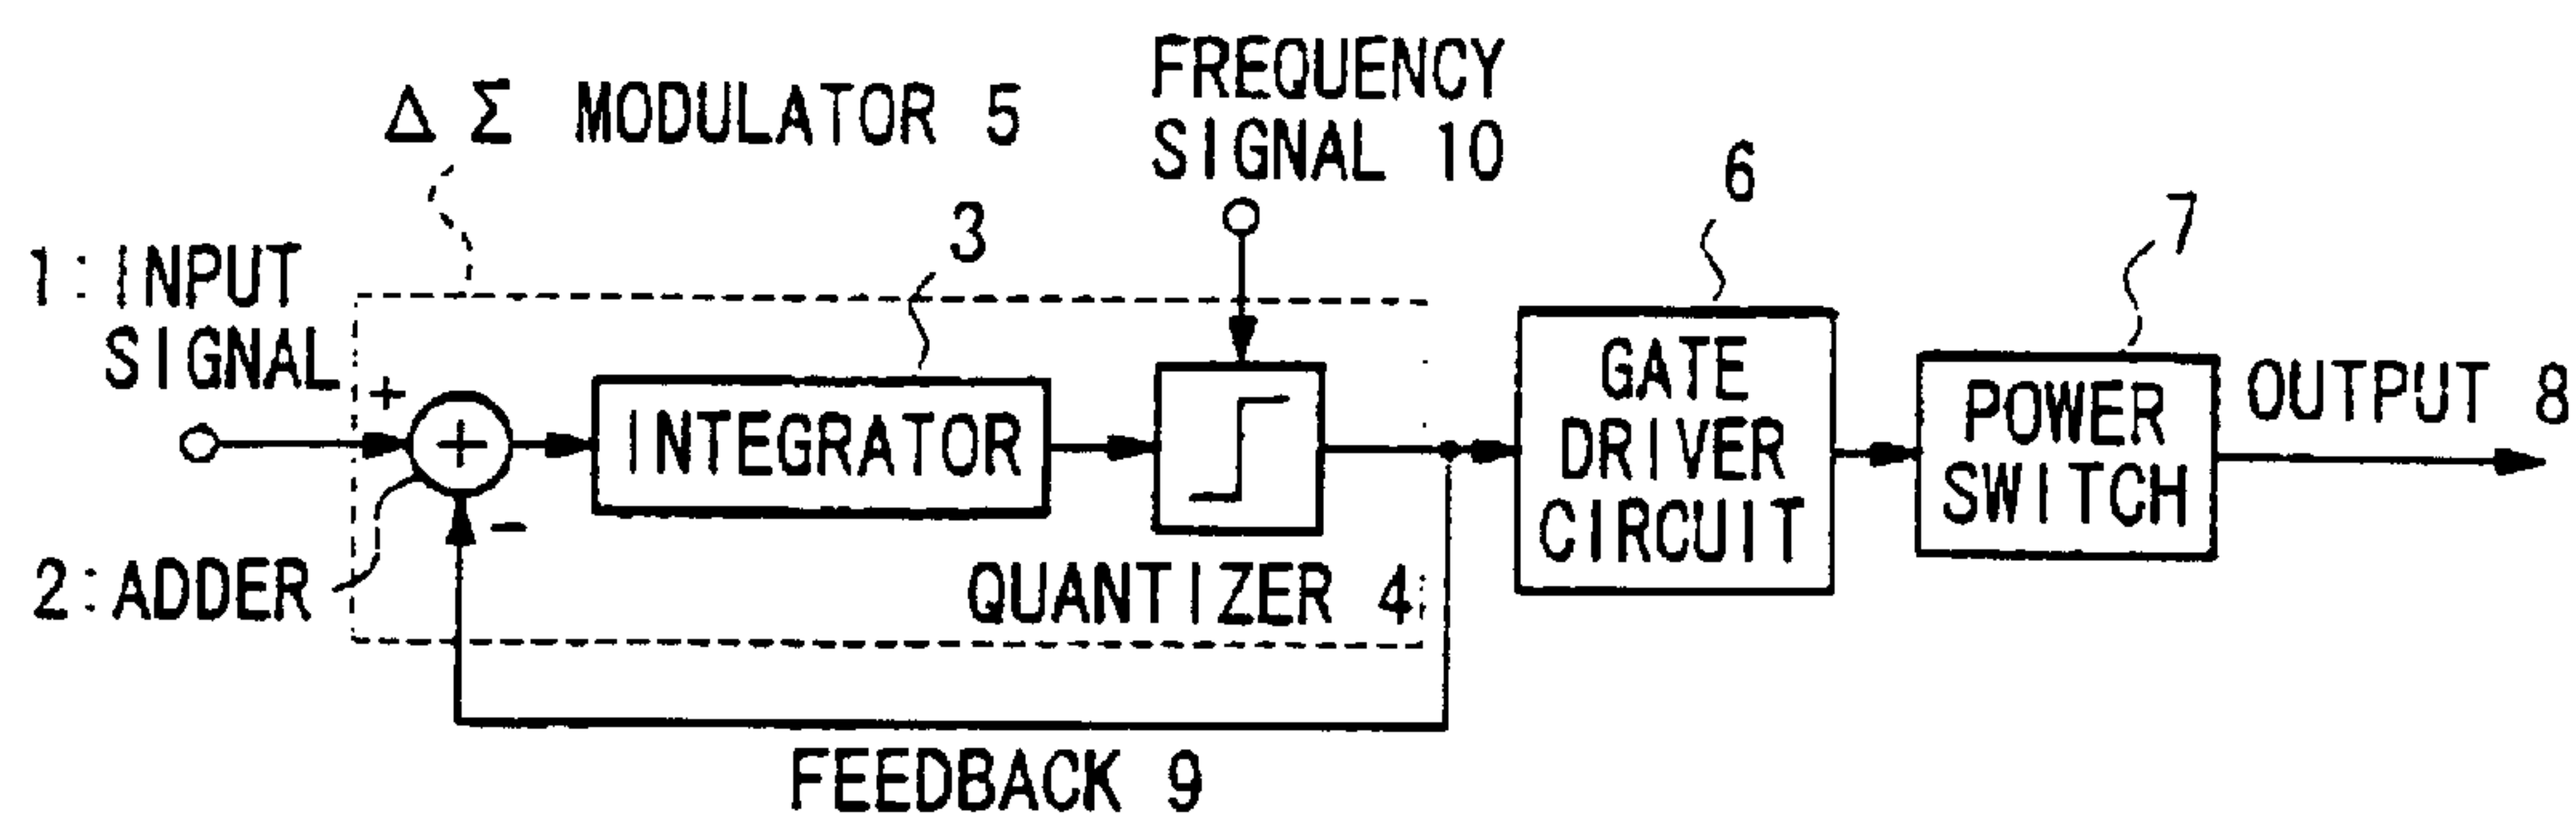 Δ Σ MODULATOR 5
FREQUENCY
SIGNAL 10
6
7
3
1:INPUT
SIGNAL
+
+
INTEGRATOR
GATE
DRIVER
CIRCUIT
POWER
SWITCH
OUTPUT 8
−
2:ADDER
QUANTIZER 4
FEEDBACK 9